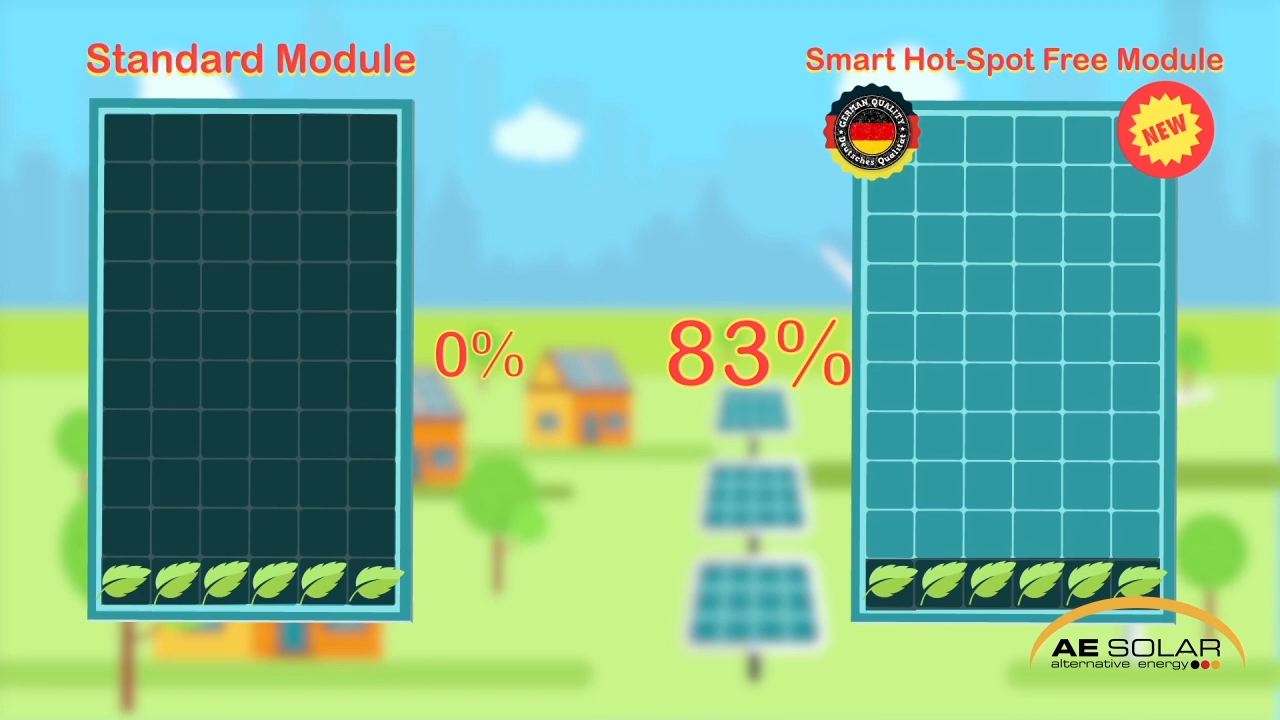 Standard Module
Smart Hot-Spot Free Module
GERMAN QUALITY
Deutsches Qualität
NEW
0%
83%
AE SOLAR
alternative energy